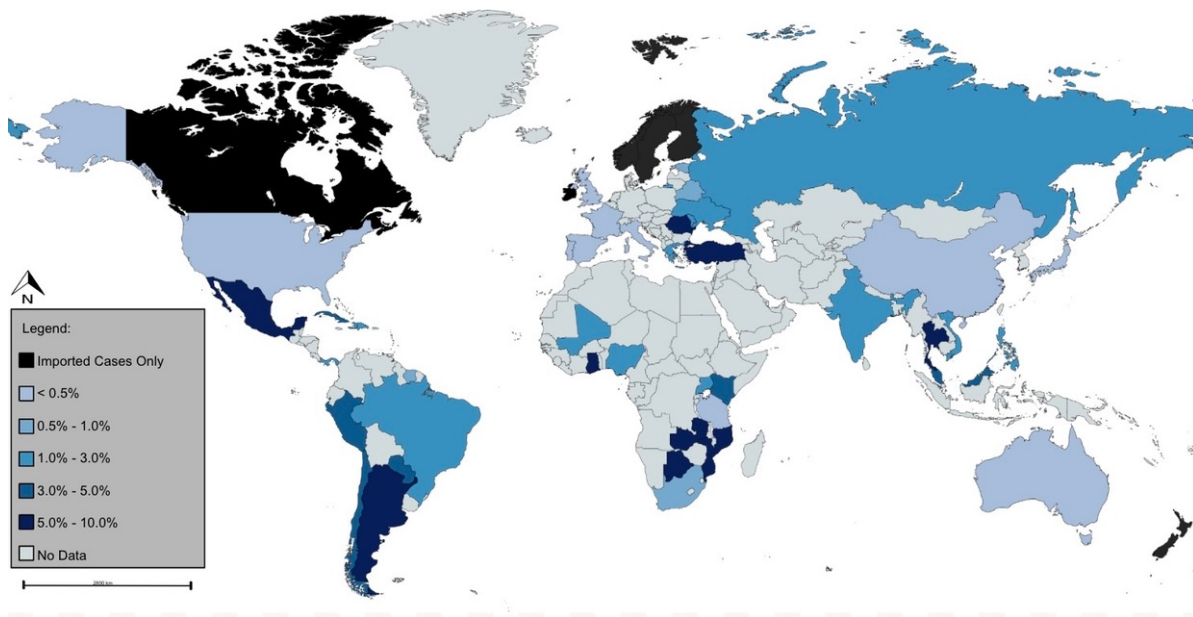 N
Legend:
Imported Cases Only
< 0.5%
0.5% - 1.0%
1.0% - 3.0%
3.0% - 5.0%
5.0% - 10.0%
No Data